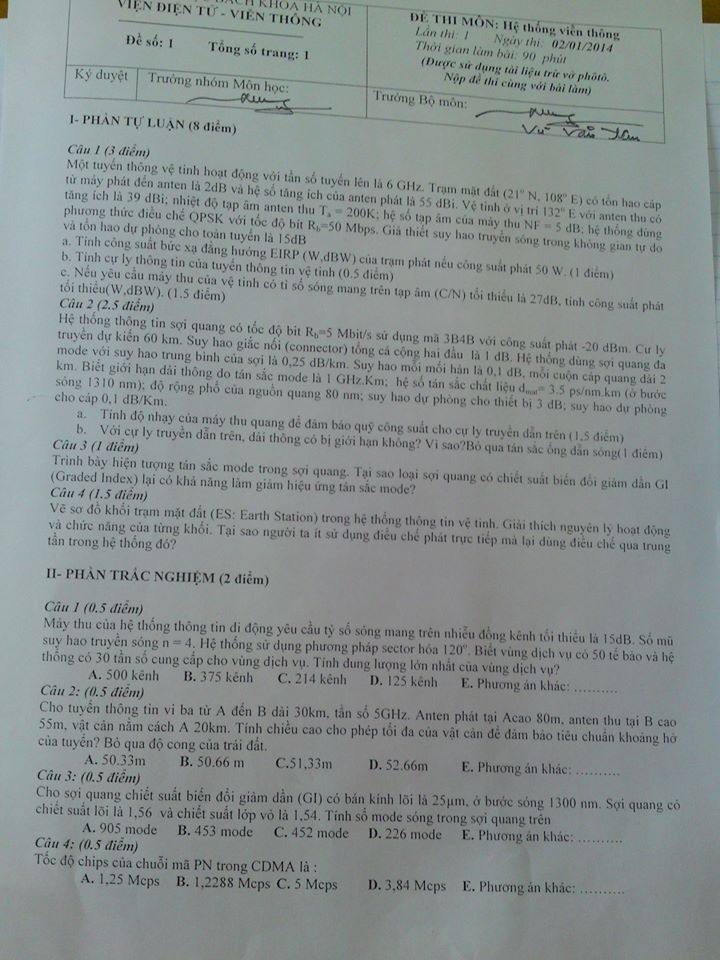 BÁCH KHOA HÀ NỘI
VIỆN ĐIỆN TỬ - VIỄN THÔNG
Đề số: 1 Tổng số trang: 1
ĐỀ THI MÔN: Hệ thống viễn thông
Lần thi: 1 Ngày thi: 02/01/2014
Thời gian làm bài: 90 phút
(Được sử dụng tài liệu trừ vở phôtô.
Nộp đề thi cùng với bài làm)
Ký duyệt
Trưởng nhóm Môn học:
Trưởng Bộ môn:
I- PHẦN TỰ LUẬN (8 điểm)
Câu 1 (3 điểm)
Một tuyến thông vệ tinh hoạt động với tần số tuyến lên là 6 GHz. Trạm mặt đất (21° N, 108° E) có tổn hao cáp
từ máy phát đến anten là 2dB và hệ số tăng ích của anten phát là 55 dBi. Vệ tinh ở vị trí 132° E với anten thu có
tăng ích là 39 dBi; nhiệt độ tạp âm anten thu Ta = 200K; hệ số tạp âm của máy thu NF = 5 dB; hệ thống dùng
phương thức điều chế QPSK với tốc độ bit Rb=50 Mbps. Giả thiết suy hao truyền sóng trong không gian tự do
và tổn hao dự phòng cho toàn tuyến là 15dB
a. Tính công suất bức xạ đẳng hướng EIRP (W,dBW) của trạm phát nếu công suất phát 50 W. (1 điểm)
b. Tính cự ly thông tin của tuyến thông tin vệ tinh (0.5 điểm)
c. Nếu yêu cầu máy thu của vệ tinh có tỉ số sóng mang trên tạp âm (C/N) tối thiểu là 27dB, tính công suất phát
tối thiểu(W,dBW). (1.5 điểm)
Câu 2 (2.5 điểm)
Hệ thống thông tin sợi quang có tốc độ bit Rb=5 Mbit/s sử dụng mã 3B4B với công suất phát -20 dBm. Cự ly
truyền dự kiến 60 km. Suy hao giắc nối (connector) tổng cả cộng hai đầu là 1 dB. Hệ thống dùng sợi quang đa
mode với suy hao trung bình của sợi là 0,25 dB/km. Suy hao mỗi mối hàn là 0,1 dB, mỗi cuộn cáp quang dài 2
km. Biết giới hạn dải thông do tán sắc mode là 1 GHz.Km; hệ số tán sắc chất liệu dmat= 3.5 ps/nm.km (ở bước
sóng 1310 nm); độ rộng phổ của nguồn quang 80 nm; suy hao dự phòng cho thiết bị 3 dB; suy hao dự phòng
cho cáp 0,1 dB/Km.
a. Tính độ nhạy của máy thu quang để đảm bảo quỹ công suất cho cự ly truyền dẫn trên (1,5 điểm)
b. Với cự ly truyền dẫn trên, dải thông có bị giới hạn không? Vì sao?Bỏ qua tán sắc ống dẫn sóng(1 điểm)
Câu 3 (1 điểm)
Trình bày hiện tượng tán sắc mode trong sợi quang. Tại sao loại sợi quang có chiết suất biến đổi giảm dần GI
(Graded Index) lại có khả năng làm giảm hiệu ứng tán sắc mode?
Câu 4 (1.5 điểm)
Vẽ sơ đồ khối trạm mặt đất (ES: Earth Station) trong hệ thống thông tin vệ tinh. Giải thích nguyên lý hoạt động
và chức năng của từng khối. Tại sao người ta ít sử dụng điều chế phát trực tiếp mà lại dùng điều chế qua trung
tần trong hệ thống đó?
II- PHẦN TRẮC NGHIỆM (2 điểm)
Câu 1 (0.5 điểm)
Máy thu của hệ thống thông tin di động yêu cầu tỷ số sóng mang trên nhiễu đồng kênh tối thiểu là 15dB. Số mũ
suy hao truyền sóng n = 4. Hệ thống sử dụng phương pháp sector hóa 120°. Biết vùng dịch vụ có 50 tế bào và hệ
thống có 30 tần số cung cấp cho vùng dịch vụ. Tính dung lượng lớn nhất của vùng dịch vụ?
A. 500 kênh B. 375 kênh C. 214 kênh D. 125 kênh E. Phương án khác: ..........
Câu 2: (0.5 điểm)
Cho tuyến thông tin vi ba từ A đến B dài 30km, tần số 5GHz. Anten phát tại Acao 80m, anten thu tại B cao
55m, vật cản nằm cách A 20km. Tính chiều cao cho phép tối đa của vật cản để đảm bảo tiêu chuẩn khoảng hở
của tuyến? Bỏ qua độ cong của trái đất.
A. 50.33m B. 50.66 m C.51,33m D. 52.66m E. Phương án khác: ..........
Câu 3: (0.5 điểm)
Cho sợi quang chiết suất biến đổi giảm dần (GI) có bán kính lõi là 25µm, ở bước sóng 1300 nm. Sợi quang có
chiết suất lõi là 1,56 và chiết suất lớp vỏ là 1,54. Tính số mode sóng trong sợi quang trên
A. 905 mode B. 453 mode C. 452 mode D. 226 mode E. Phương án khác: ..........
Câu 4: (0.5 điểm)
Tốc độ chips của chuỗi mã PN trong CDMA là :
A. 1,25 Mcps B. 1,2288 Mcps C. 5 Mcps D. 3,84 Mcps E. Phương án khác: ..........